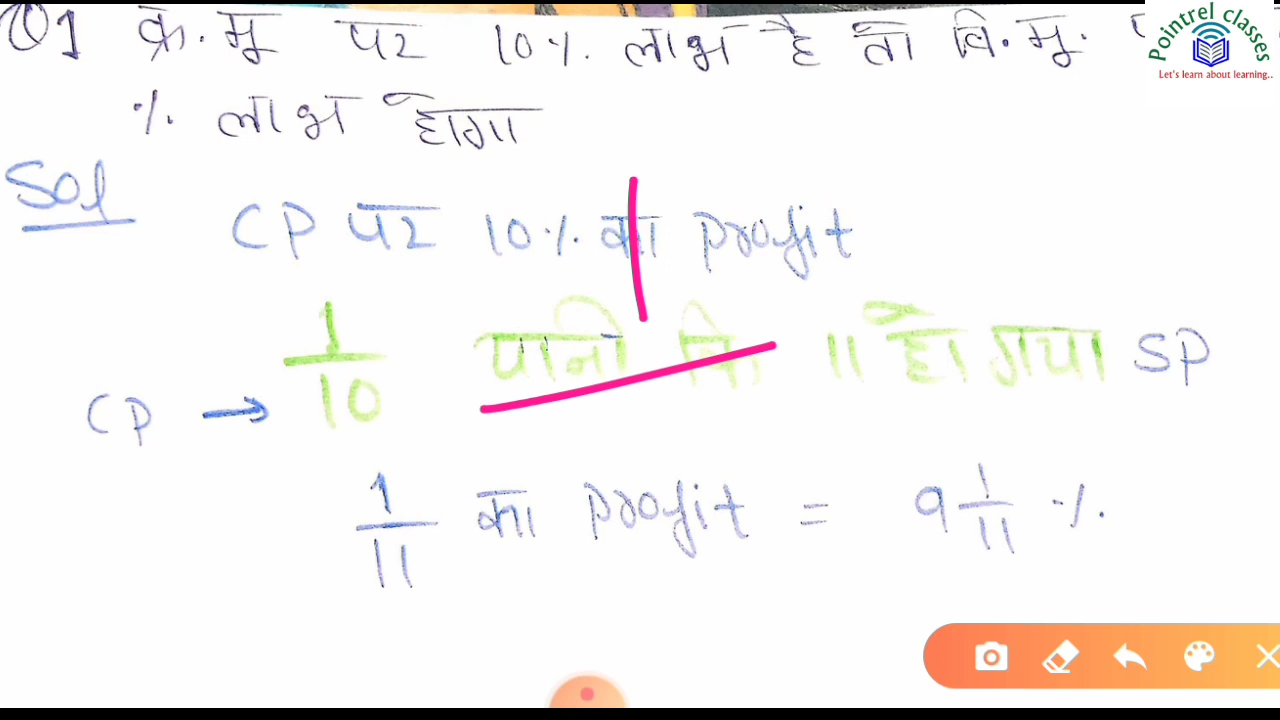 Q1 क्र.मू पर 10%. लाभ है तो वि.मू. प
%. लाभ होगा
Sol
CP पर 10%. का profit
1/10 यानी कि 11 हो गया SP
CP →
1/11 का profit = 9 1/11 %.
Pointrel classes
Let's learn about learning..